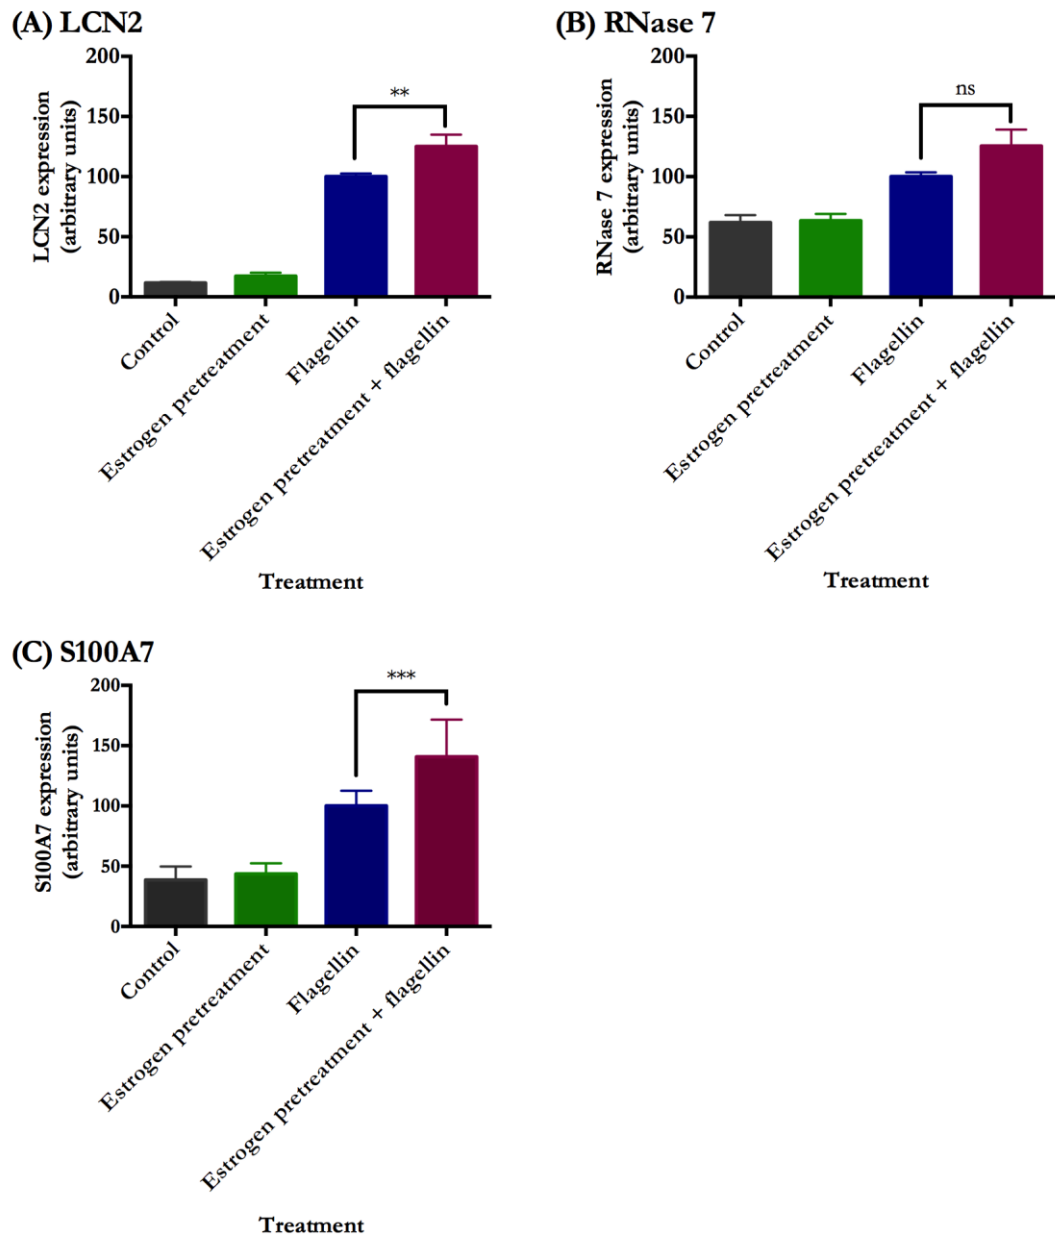 (A) LCN2
200
150
100
50
0
LCN2 expression
(arbitrary units)
**
Control
Estrogen pretreatment
Flagellin
Estrogen pretreatment + flagellin
Treatment
(B) RNase 7
200
150
100
50
0
RNase 7 expression
(arbitrary units)
ns
Control
Estrogen pretreatment
Flagellin
Estrogen pretreatment + flagellin
Treatment
(C) S100A7
200
150
100
50
0
S100A7 expression
(arbitrary units)
***
Control
Estrogen pretreatment
Flagellin
Estrogen pretreatment + flagellin
Treatment